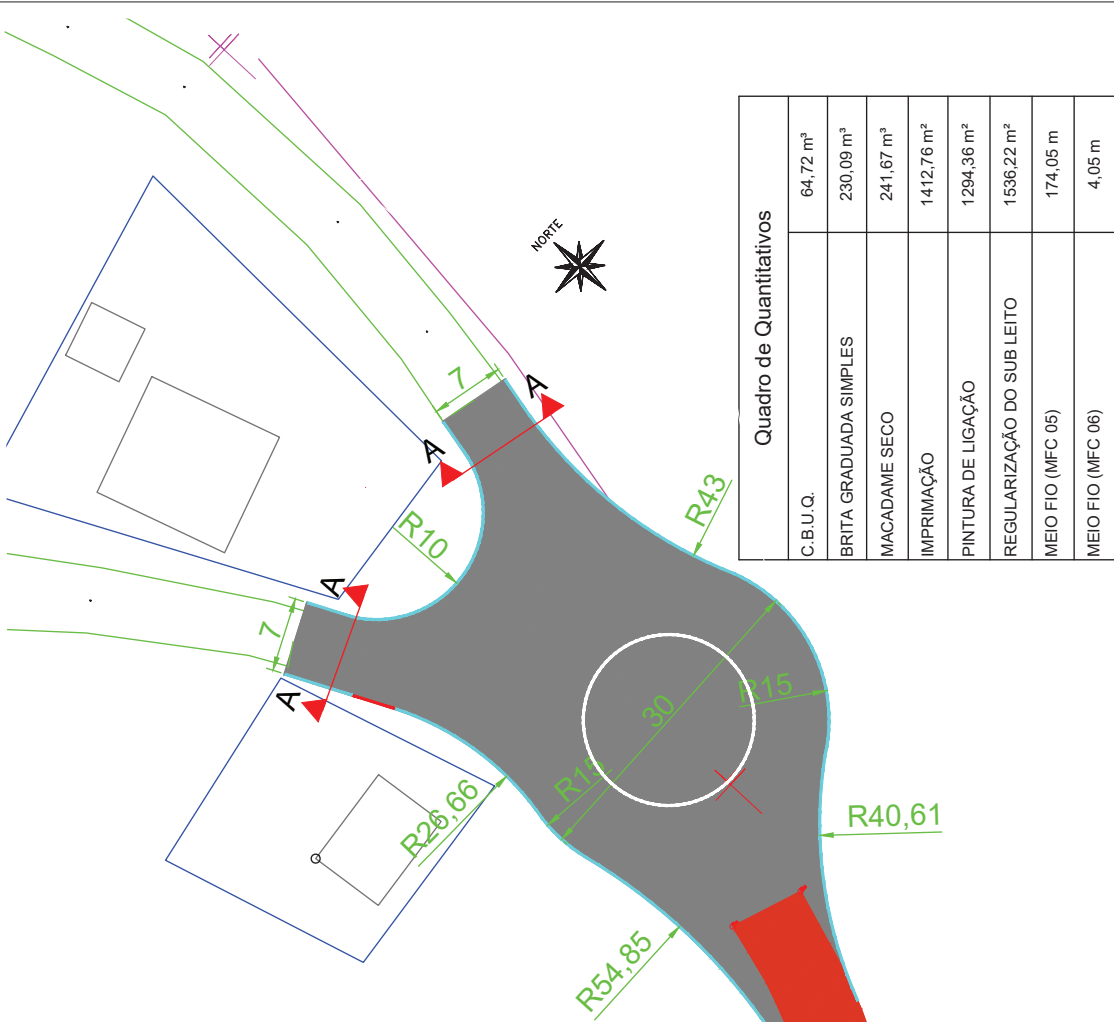 NORTE
7
A
A
R10
R43
A
7
A
30
R15
R15
R26,66
R40,61
R54,85
Quadro de Quantitativos
C.B.U.Q. 64,72 m³
BRITA GRADUADA SIMPLES 230,09 m³
MACADAME SECO 241,67 m³
IMPRIMAÇÃO 1412,76 m²
PINTURA DE LIGAÇÃO 1294,36 m²
REGULARIZAÇÃO DO SUB LEITO 1536,22 m²
MEIO FIO (MFC 05) 174,05 m
MEIO FIO (MFC 06) 4,05 m